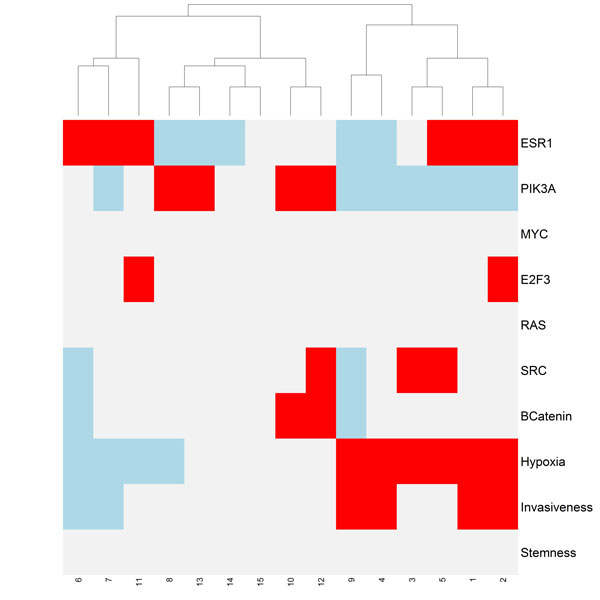 ESR1
PIK3A
MYC
E2F3
RAS
SRC
BCatenin
Hypoxia
Invasiveness
Stemness
6 7 11 8 13 14 15 10 12 9 4 3 5 1 2